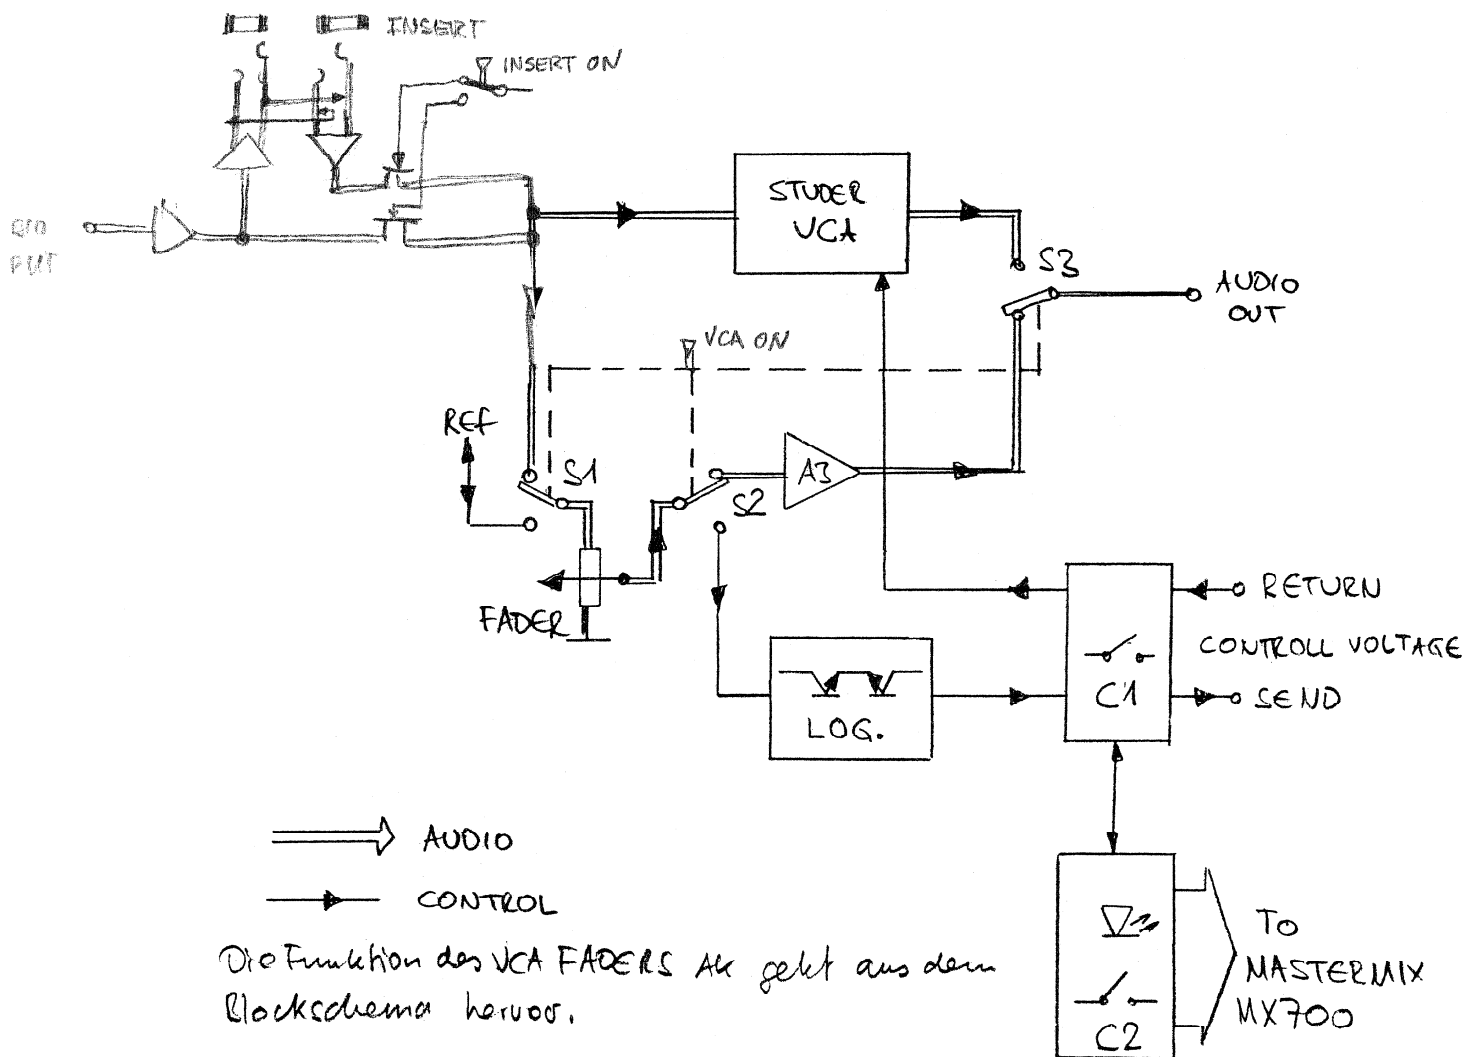 INSERT
INSERT ON
STUDER
VCA
S3
AUDIO
OUT
VCA ON
REF
S1
S2
A3
FADER
RETURN
CONTROLL VOLTAGE
C1
SEND
LOG.
AUDIO
CONTROL
Die Funktion des VCA FADERS AK geht aus dem
Blockschema hervor.
TO
MASTERMIX
MX700
C2